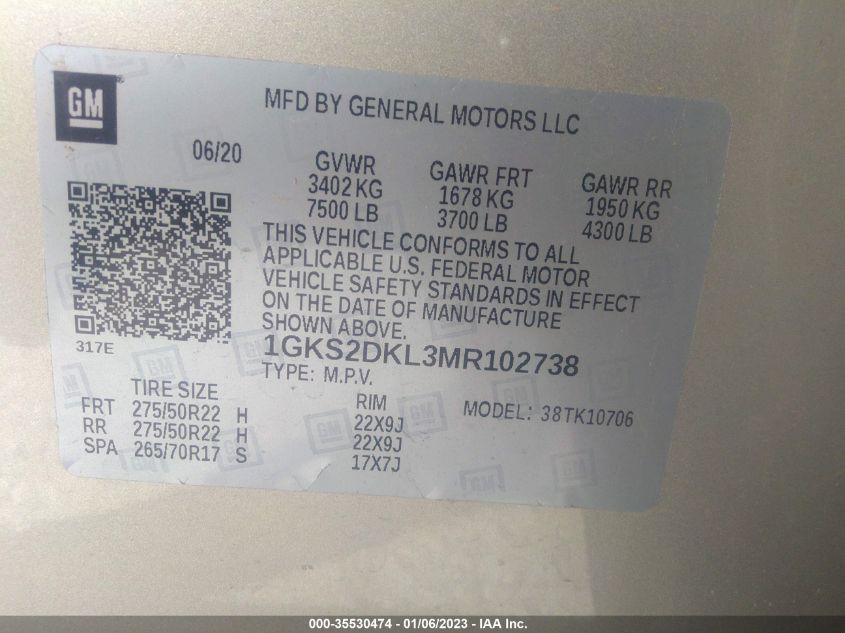 GM
MFD BY GENERAL MOTORS LLC
06/20
GVWR
3402 KG
7500 LB
GAWR FRT
1678 KG
3700 LB
GAWR RR
1950 KG
4300 LB
THIS VEHICLE CONFORMS TO ALL
APPLICABLE U.S. FEDERAL MOTOR
VEHICLE SAFETY STANDARDS IN EFFECT
ON THE DATE OF MANUFACTURE
SHOWN ABOVE.
317E
1GKS2DKL3MR102738
TYPE: M.P.V.
TIRE SIZE RIM MODEL: 38TK10706
FRT 275/50R22 H 22X9J
RR 275/50R22 H 22X9J
SPA 265/70R17 S 17X7J
000-35530474 — 01/06/2023 — IAA Inc.